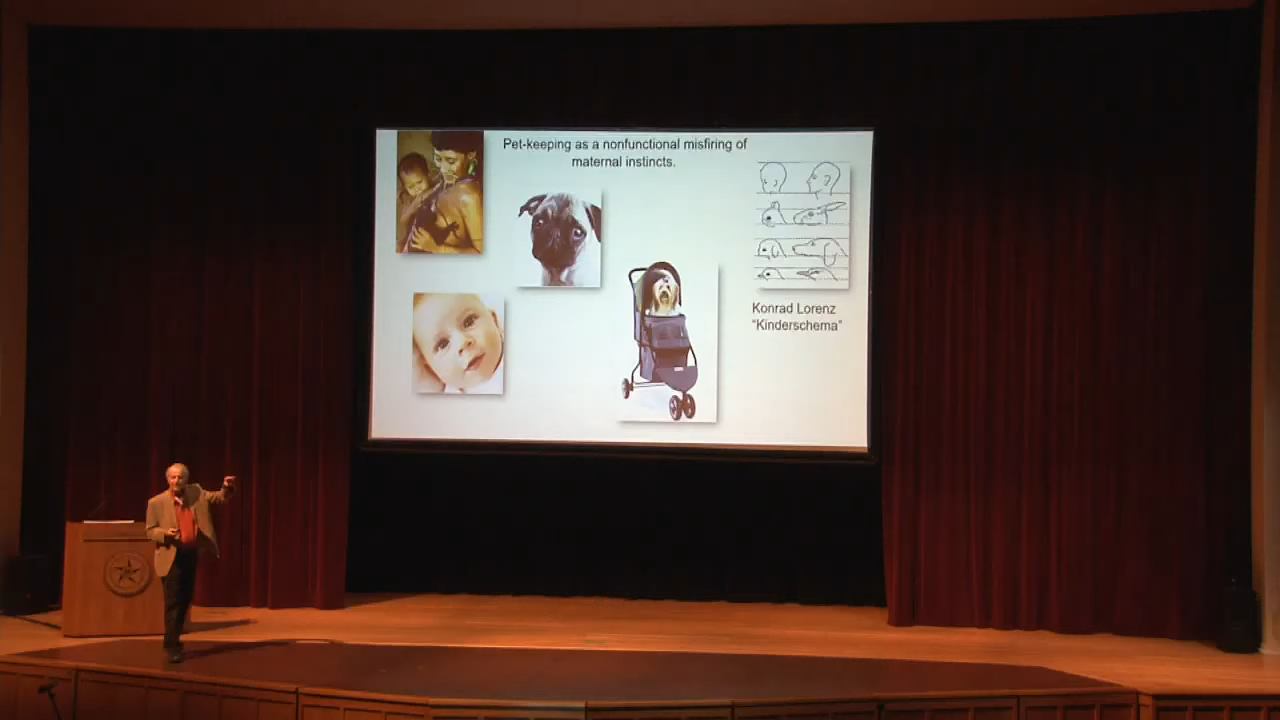 Pet-keeping as a nonfunctional misfiring of
maternal instincts.
Konrad Lorenz
“Kinderschema”